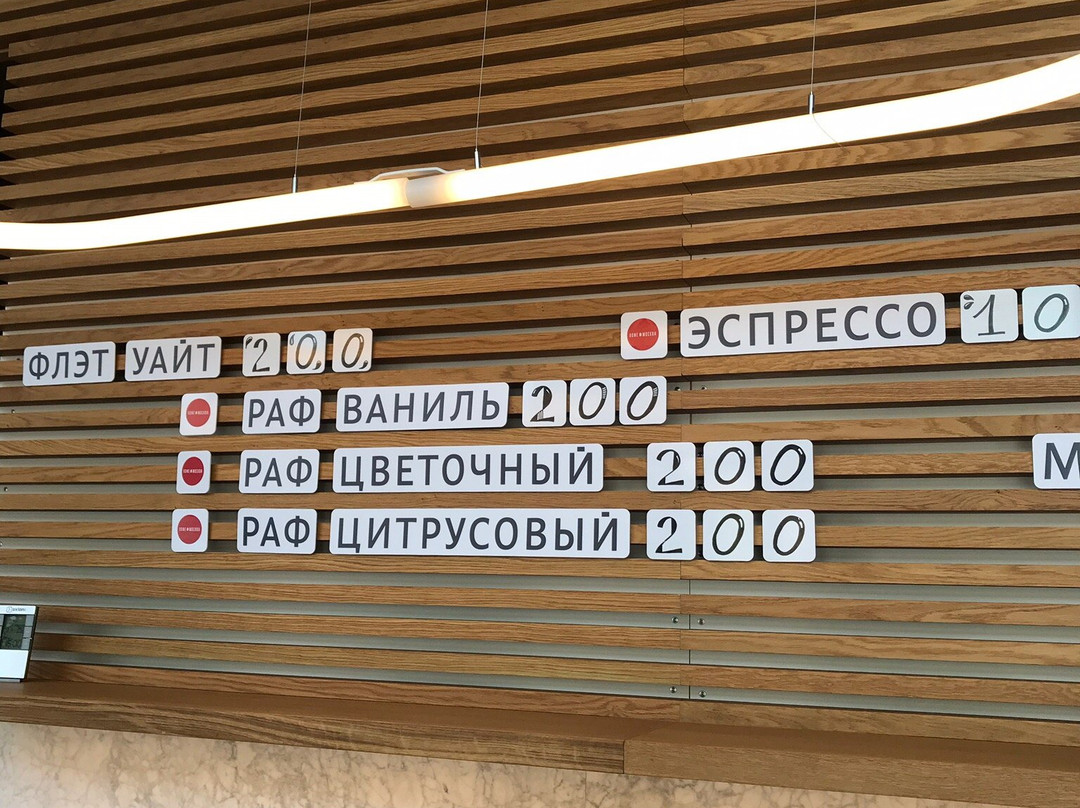 ФЛЭТ УАЙТ 200
ЭСПРЕССО 10
РАФ ВАНИЛЬ 200
РАФ ЦВЕТОЧНЫЙ 200
М
РАФ ЦИТРУСОВЫЙ 200